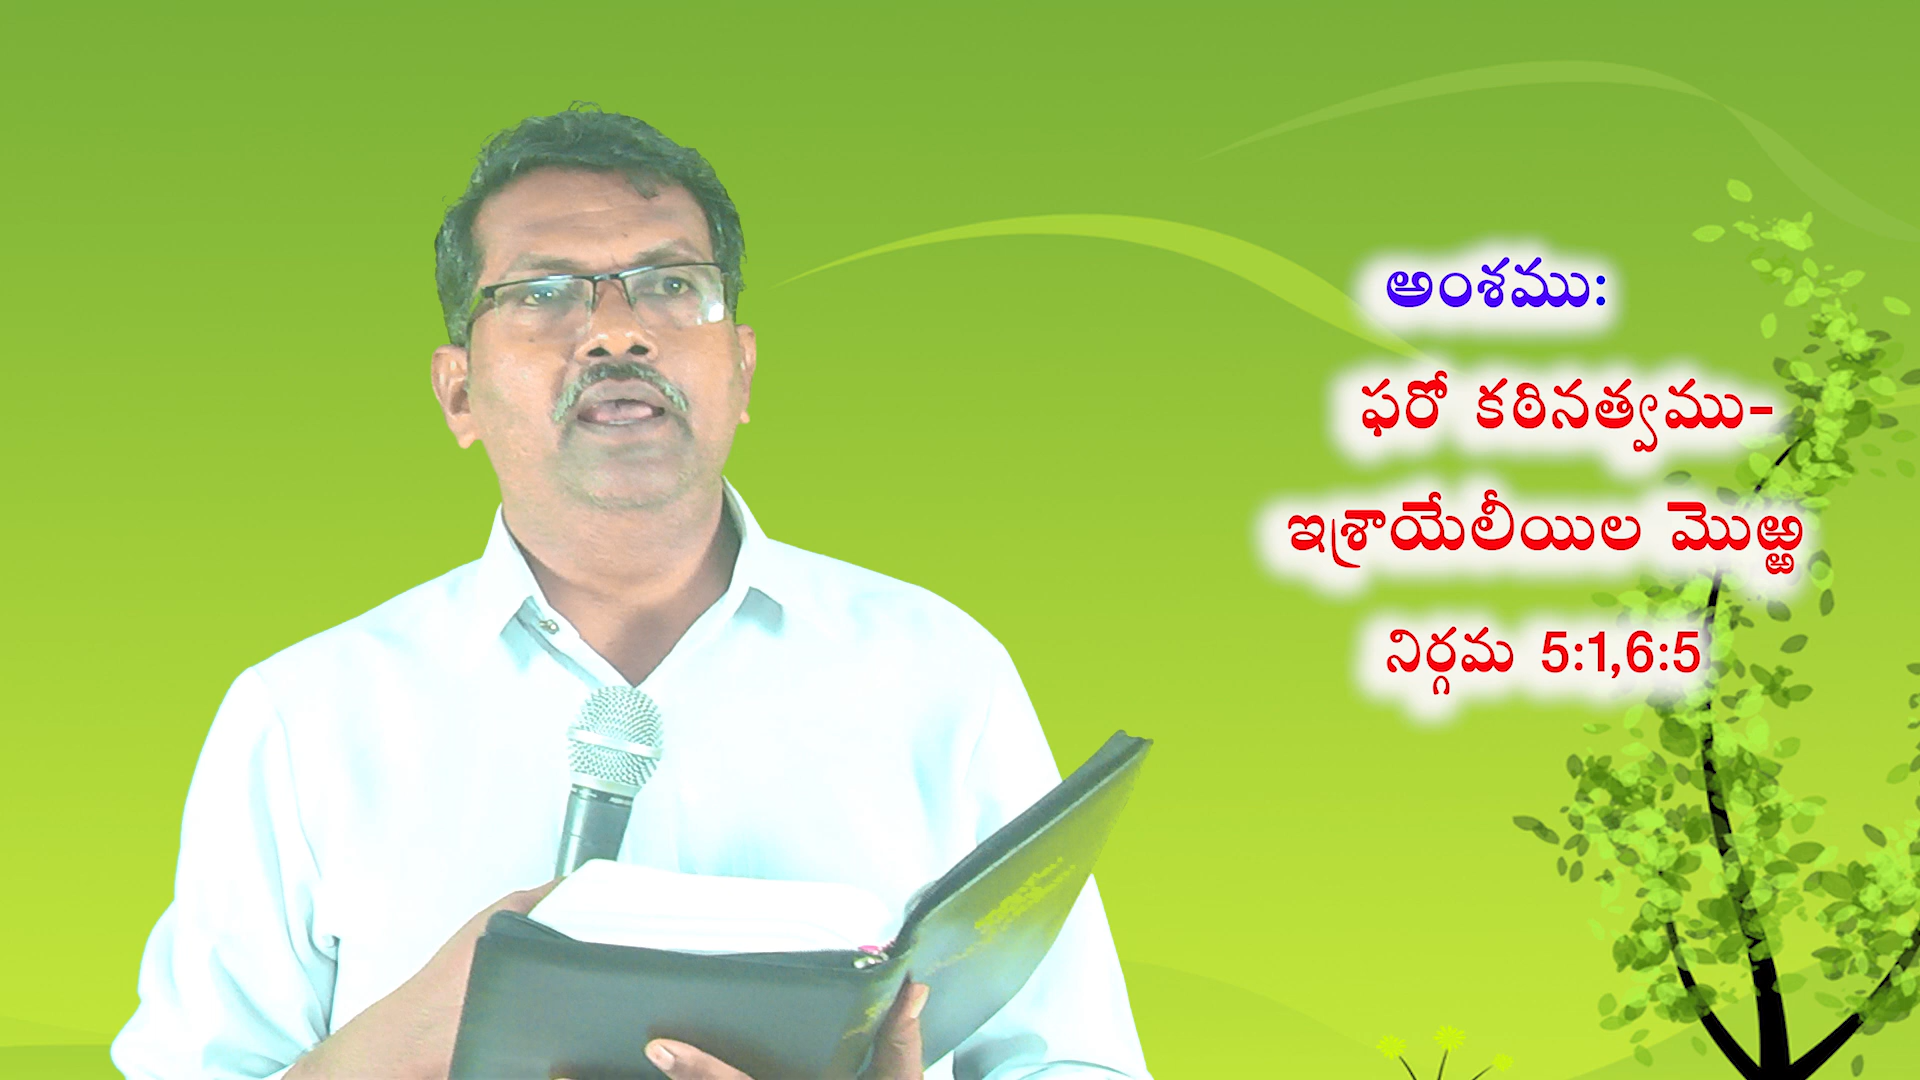 అంశము:
ఫరో కఠినత్వము-
ఇశ్రాయేలీయిల మొఱ్ఱ
నిర్గమ 5:1,6:5